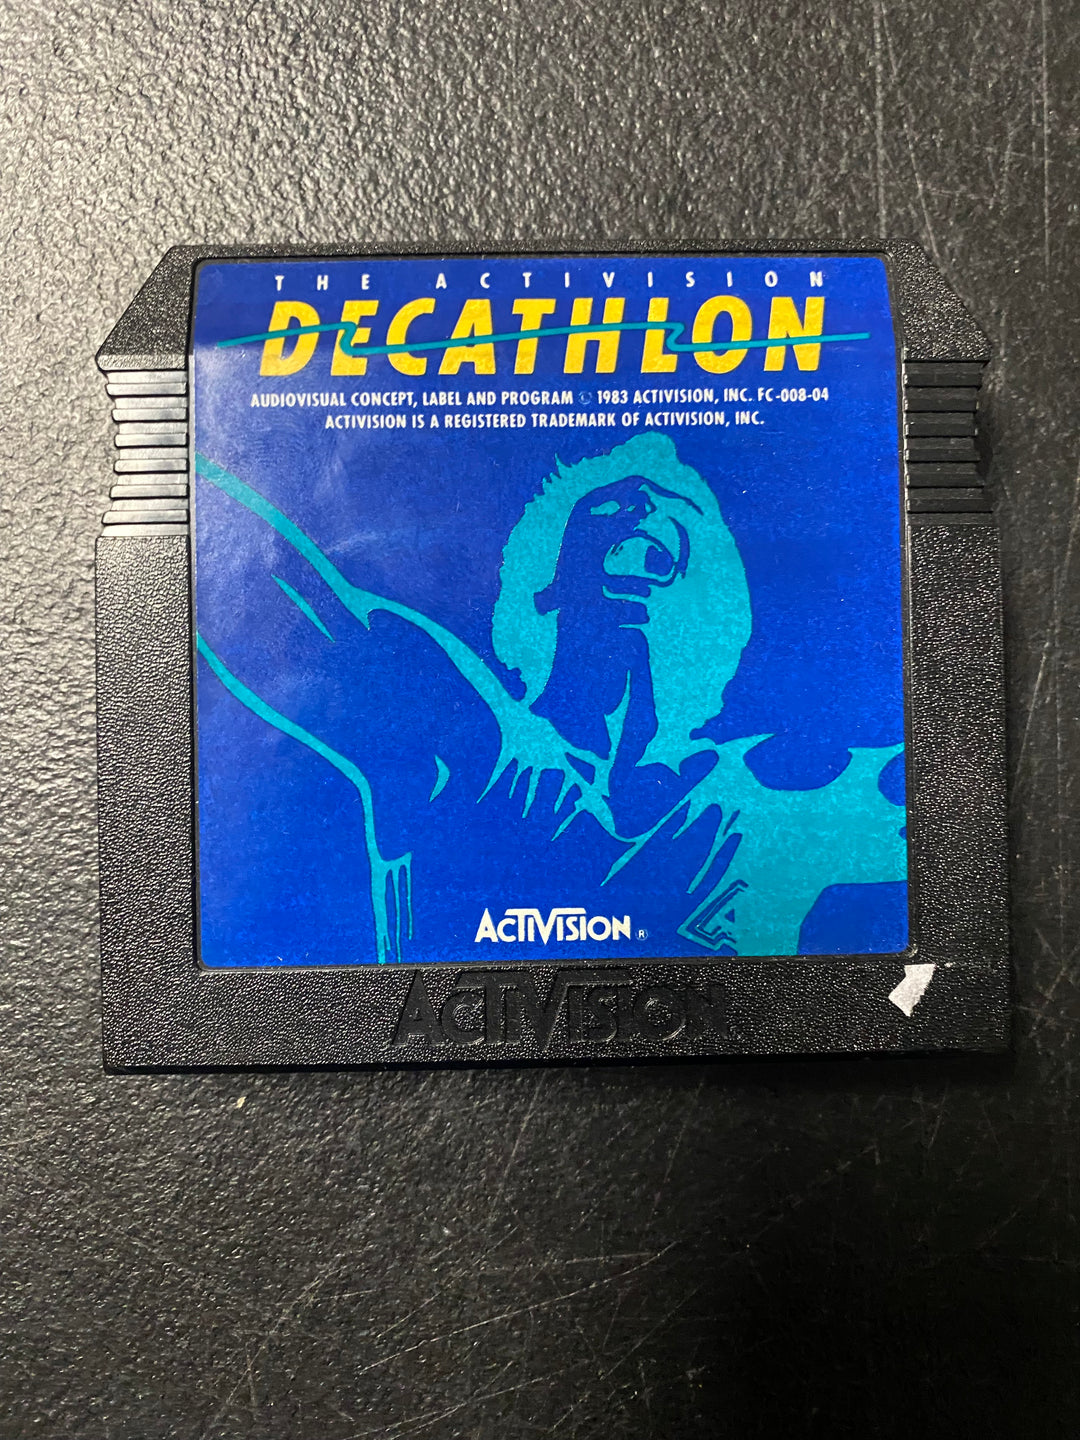 THE ACTIVISION
DECATHLON
AUDIOVISUAL CONCEPT, LABEL AND PROGRAM © 1983 ACTIVISION, INC. FC-008-04
ACTIVISION IS A REGISTERED TRADEMARK OF ACTIVISION, INC.
A
ACTIVISION®
ACTIVISION